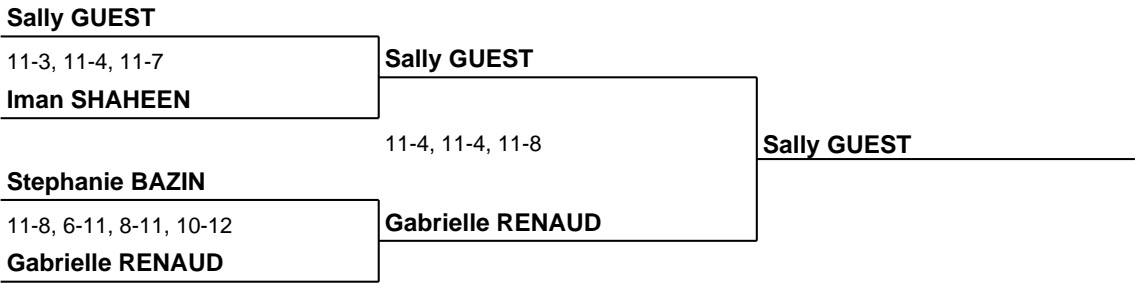 Sally GUEST
11-3, 11-4, 11-7
Sally GUEST
Iman SHAHEEN
11-4, 11-4, 11-8
Sally GUEST
Stephanie BAZIN
11-8, 6-11, 8-11, 10-12
Gabrielle RENAUD
Gabrielle RENAUD